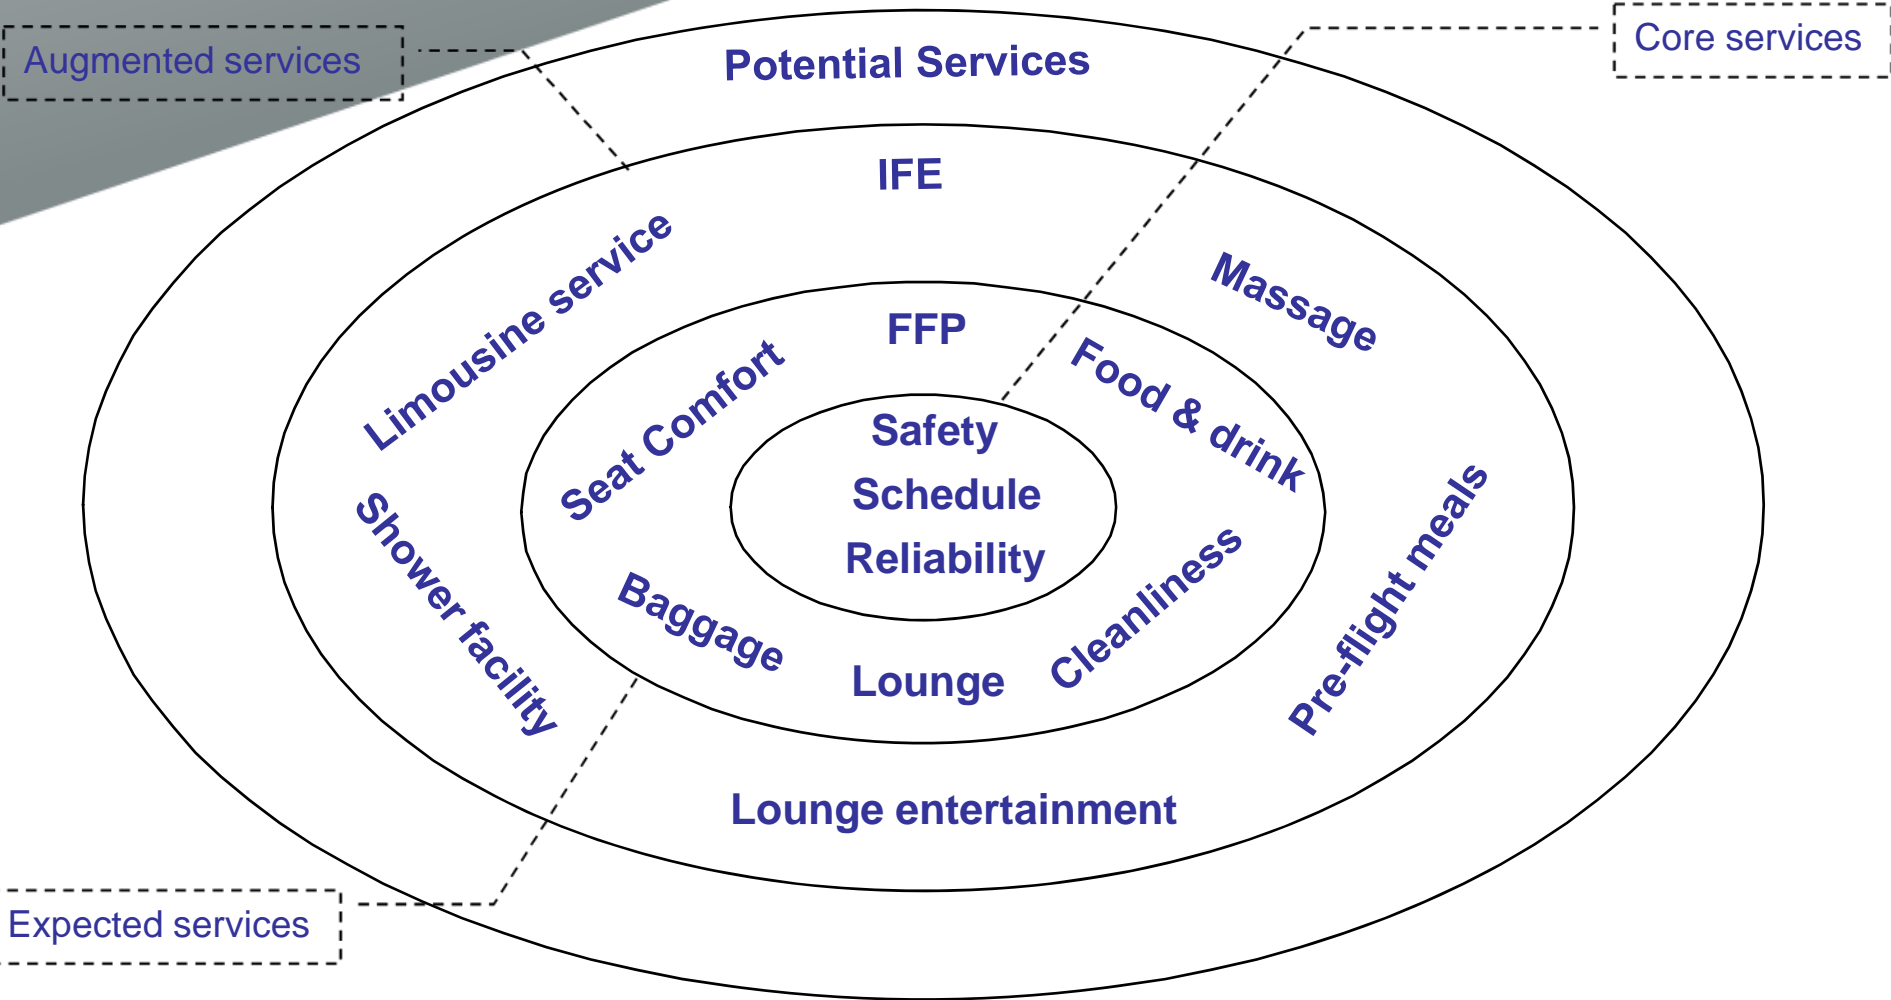 Augmented services
Core services
Potential Services
IFE
Limousine service
Massage
FFP
Seat Comfort
Food & drink
Safety
Schedule
Reliability
Shower facility
Baggage
Lounge
Cleanliness
Pre-flight meals
Lounge entertainment
Expected services